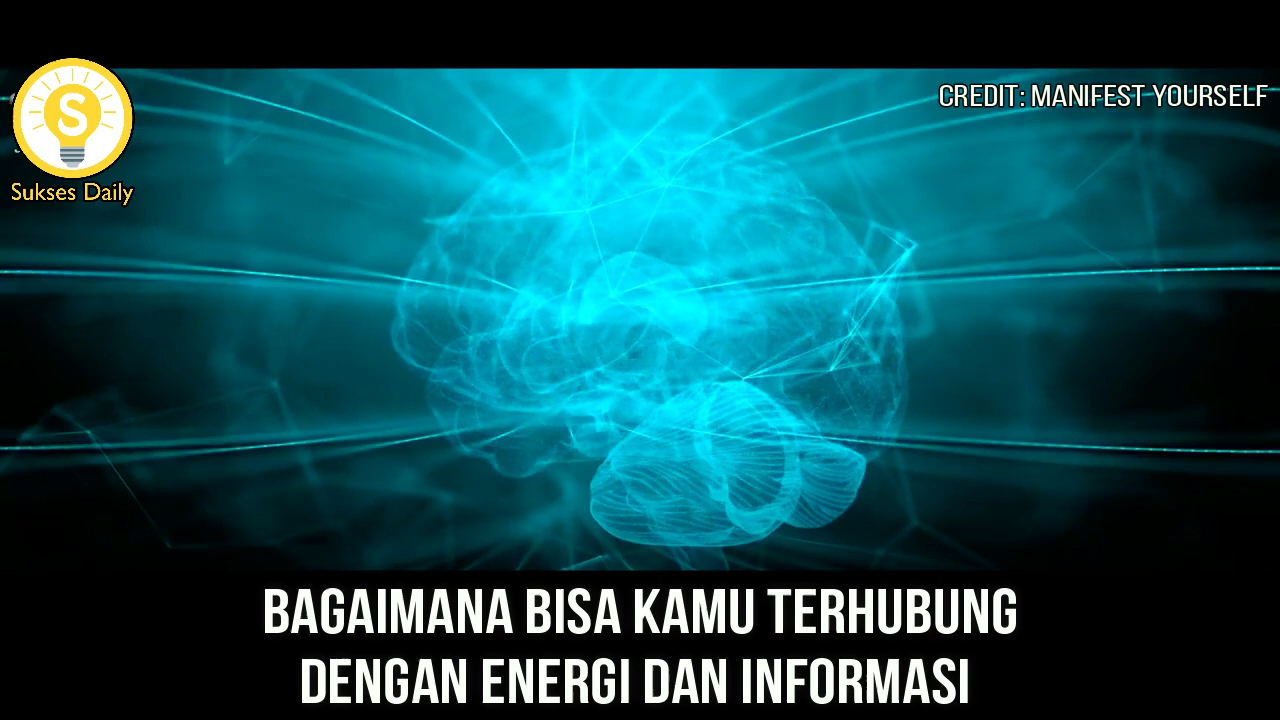 S
Sukses Daily
CREDIT: MANIFEST YOURSELF
BAGAIMANA BISA KAMU TERHUBUNG
DENGAN ENERGI DAN INFORMASI